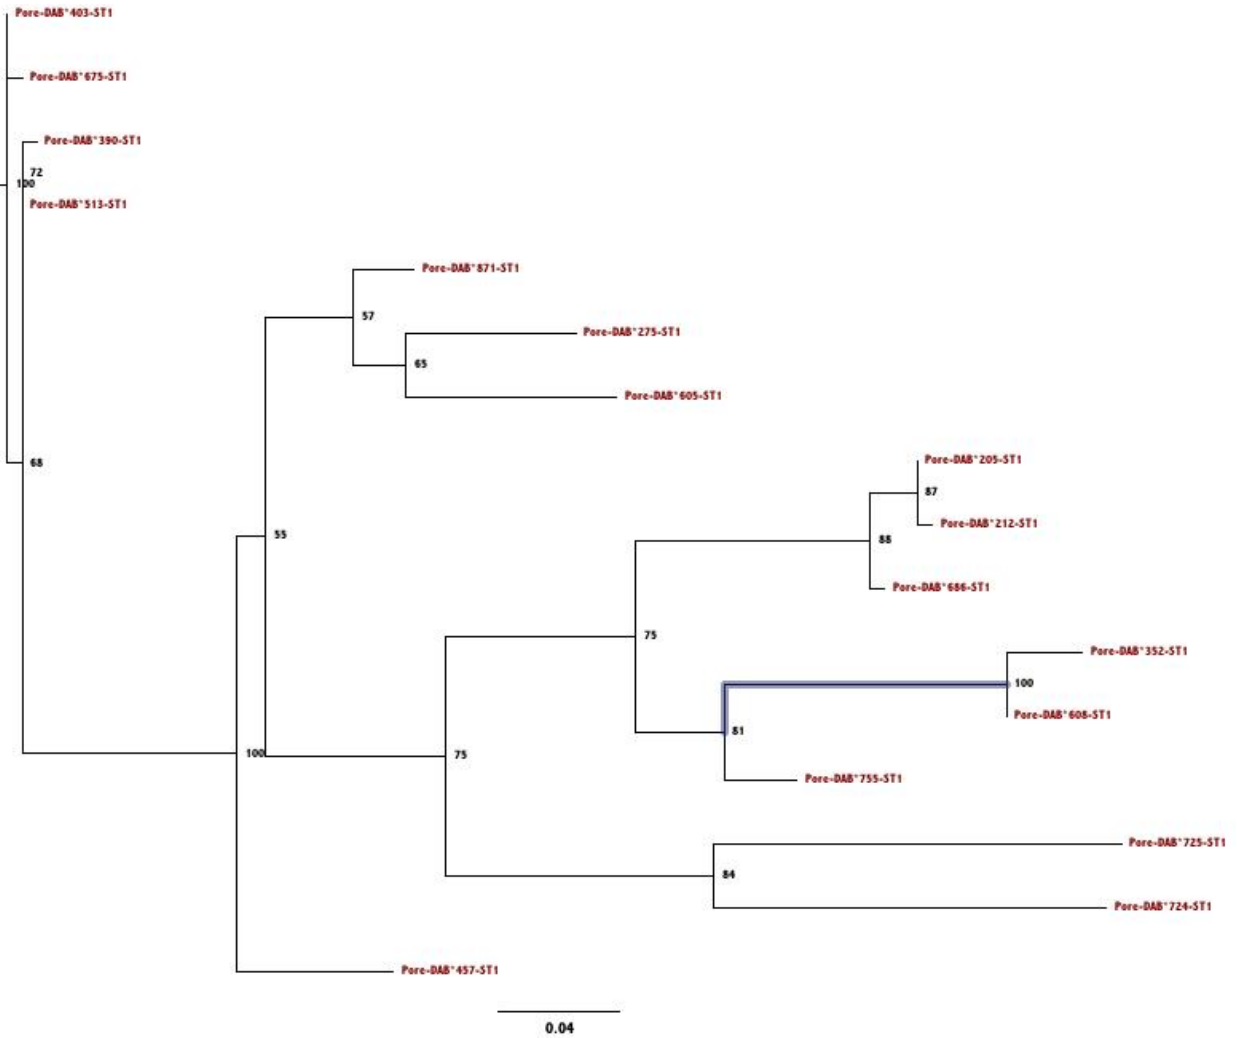 Pore-DAB*403-ST1
Pore-DAB*675-ST1
Pore-DAB*390-ST1
72
100
Pore-DAB*513-ST1
Pore-DAB*871-ST1
57
Pore-DAB*275-ST1
65
Pore-DAB*605-ST1
Pore-DAB*205-ST1
68
87
Pore-DAB*212-ST1
55
88
Pore-DAB*686-ST1
75
Pore-DAB*352-ST1
100
Pore-DAB*608-ST1
81
100
75
Pore-DAB*755-ST1
Pore-DAB*725-ST1
84
Pore-DAB*724-ST1
Pore-DAB*457-ST1
0.04